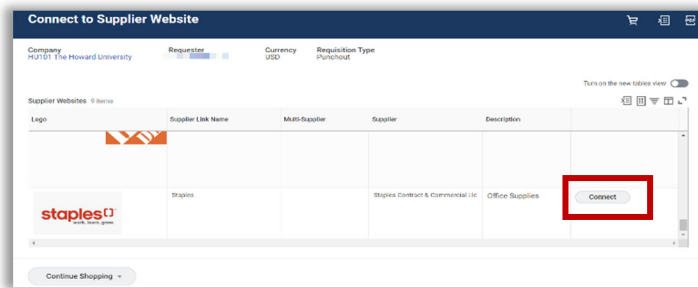 Connect to Supplier Website
Company Requester Currency Requisition Type
HU101 The Howard University USD Punchout
Turn on the new tables view
Supplier Websites 9 items
Logo Supplier Link Name Multi-Supplier Supplier Description
Staples Staples Contract & Commercial Llc Office Supplies Connect
staples
work. learn. grow.
Continue Shopping